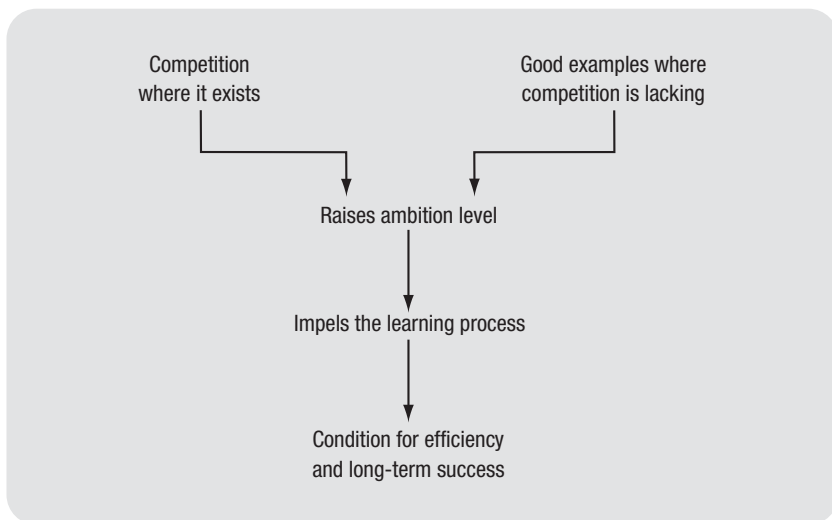 Competition
where it exists
Good examples where
competition is lacking
Raises ambition level
Impels the learning process
Condition for efficiency
and long-term success